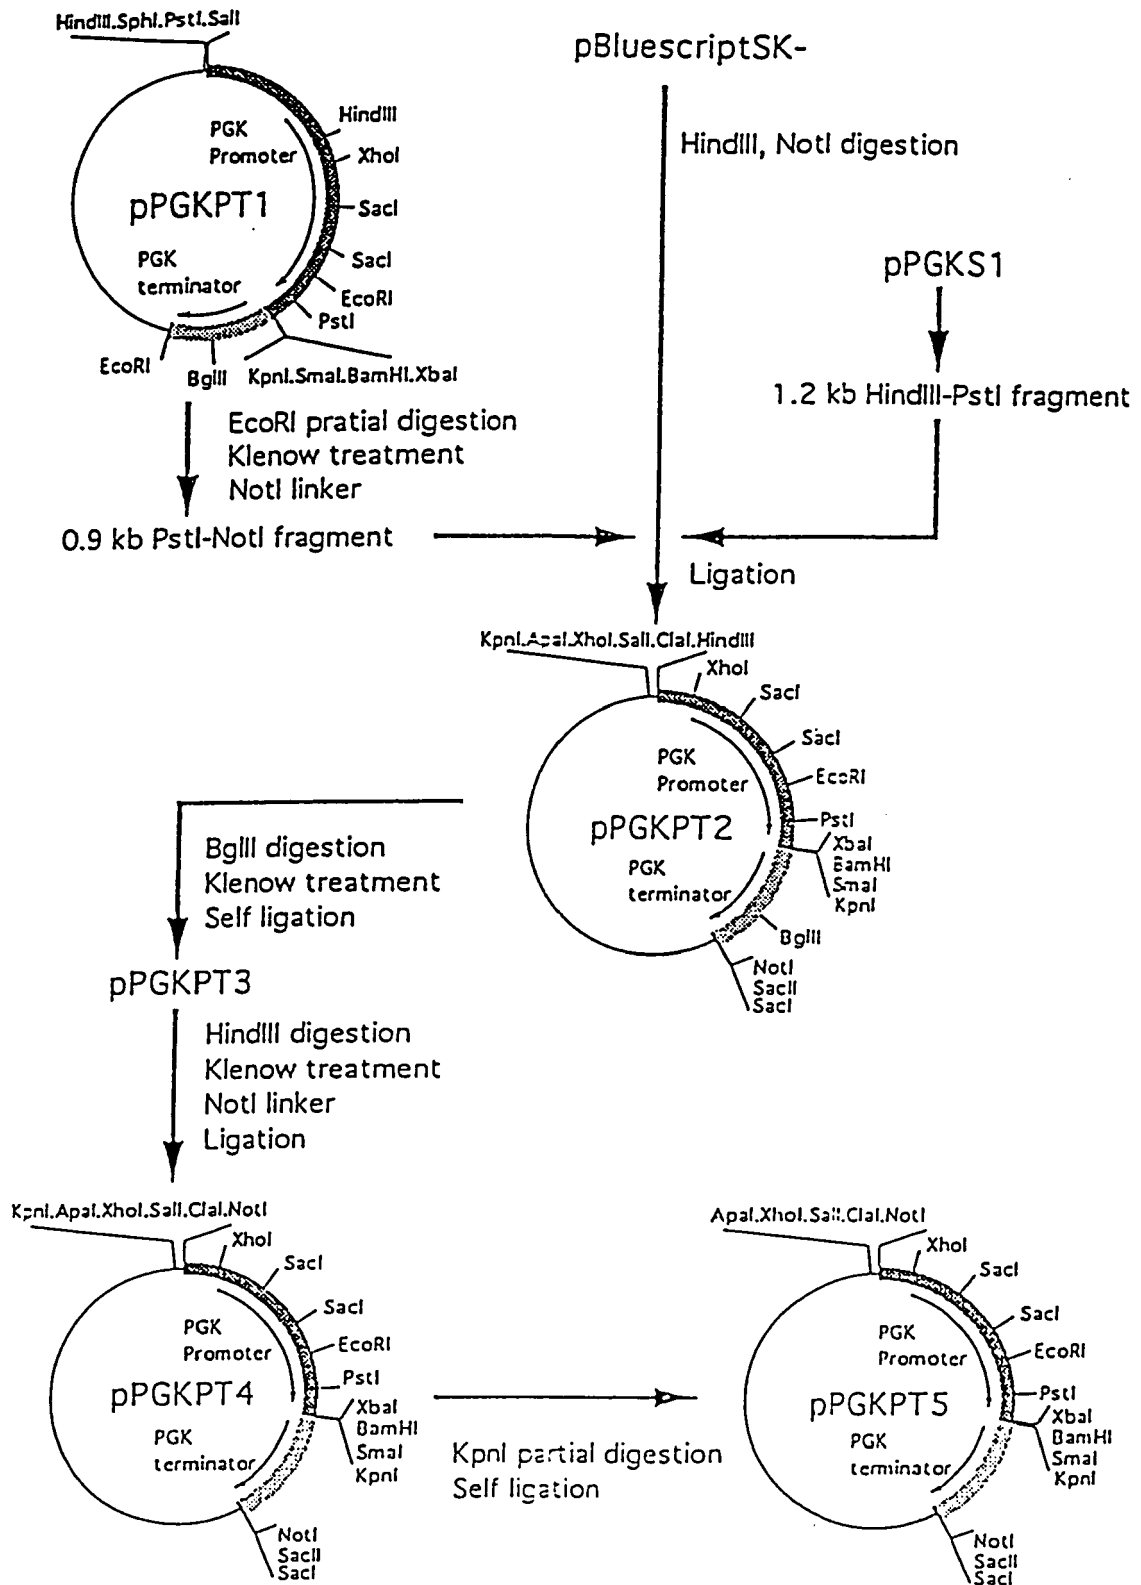 HindIII.SphI.PstI.SalI
pBluescriptSK-
HindIII
PGK
Promoter
XhoI
pPGKPT1
SacI
PGK
terminator
SacI
EcoRI
PstI
EcoRI
BglII
KpnI.SmaI.BamHI.XbaI
HindIII, NotI digestion
pPGKS1
1.2 kb HindIII-PstI fragment
EcoRI pratial digestion
Klenow treatment
NotI linker
0.9 kb PstI-NotI fragment
Ligation
KpnI.ApaI.XhoI.SalI.ClaI.HindIII
XhoI
SacI
SacI
PGK
Promoter
EcoRI
pPGKPT2
PstI
XbaI
BamHI
SmaI
KpnI
PGK
terminator
BglII
NotI
SacII
SacI
BglII digestion
Klenow treatment
Self ligation
pPGKPT3
HindIII digestion
Klenow treatment
NotI linker
Ligation
KpnI.ApaI.XhoI.SalI.ClaI.NotI
XhoI
SacI
SacI
PGK
Promoter
EcoRI
pPGKPT4
PstI
XbaI
BamHI
SmaI
KpnI
PGK
terminator
NotI
SacII
SacI
KpnI partial digestion
Self ligation
ApaI.XhoI.SalI.ClaI.NotI
XhoI
SacI
SacI
PGK
Promoter
EcoRI
pPGKPT5
PstI
XbaI
BamHI
SmaI
KpnI
PGK
terminator
NotI
SacII
SacI